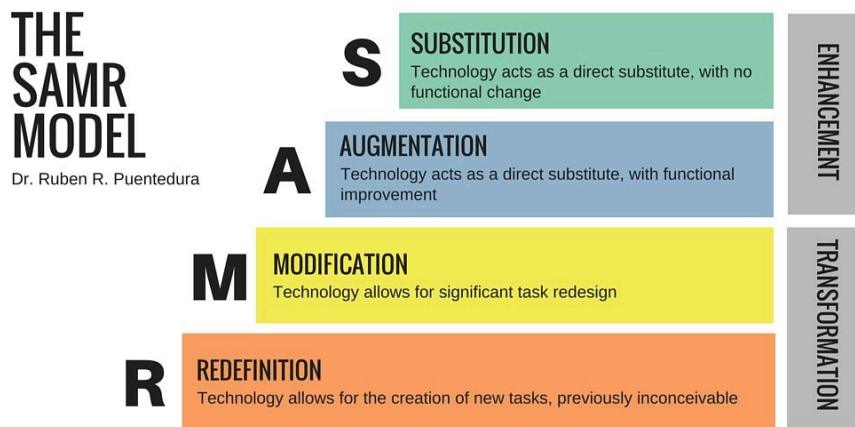 THE
SAMR
MODEL
Dr. Ruben R. Puentedura
S
SUBSTITUTION
Technology acts as a direct substitute, with no
functional change
A
AUGMENTATION
Technology acts as a direct substitute, with functional
improvement
ENHANCEMENT
M
MODIFICATION
Technology allows for significant task redesign
R
REDEFINITION
Technology allows for the creation of new tasks, previously inconceivable
TRANSFORMATION